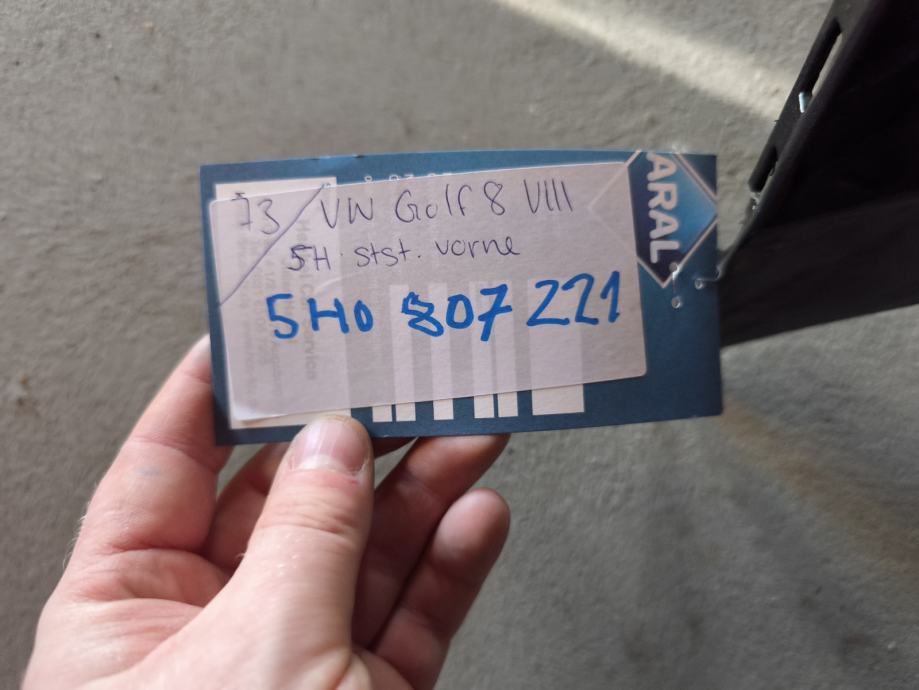 73 / VW Golf 8 VIII
5H stst. vorne
5H0 807 221
ARAL